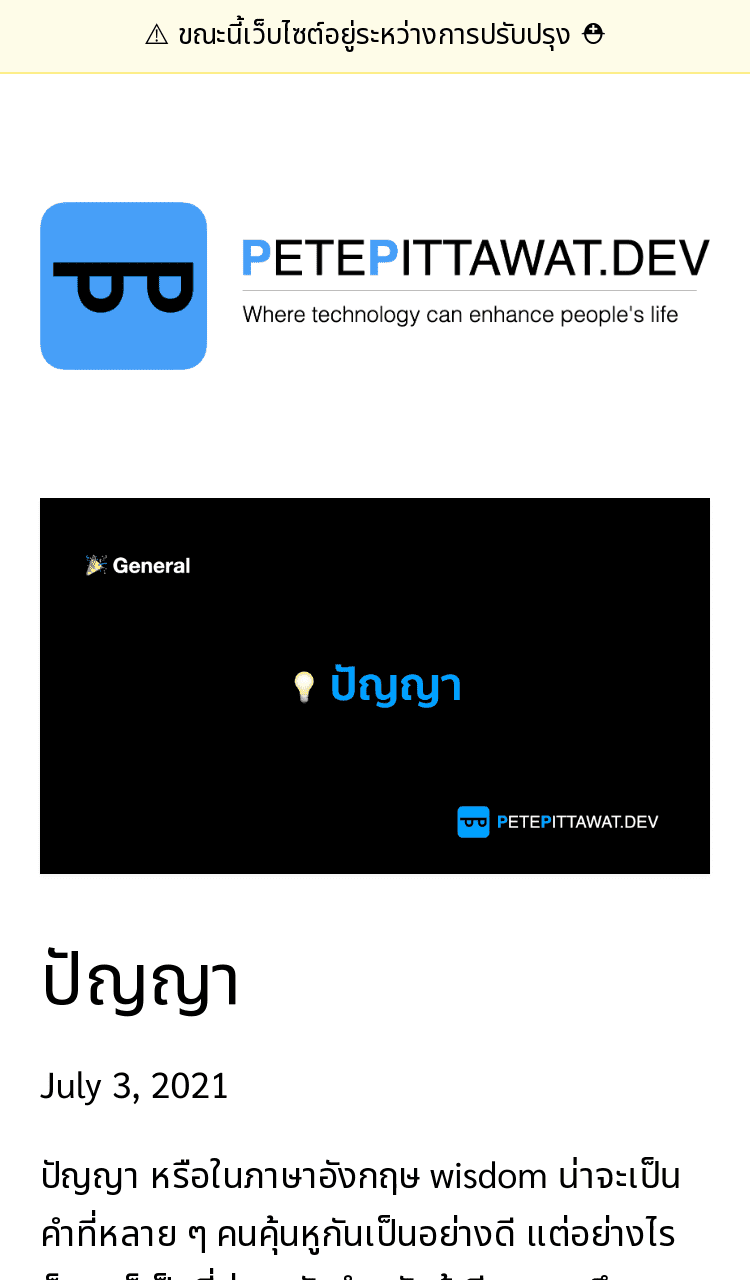 ⚠ ขณะนี้เว็บไซต์อยู่ระหว่างการปรับปรุง ⛑
PETEPITTAWAT.DEV
Where technology can enhance people's life
🎉 General
💡 ปัญญา
PETEPITTAWAT.DEV
ปัญญา
July 3, 2021
ปัญญา หรือในภาษาอังกฤษ wisdom น่าจะเป็น
คำที่หลาย ๆ คนคุ้นหูกันเป็นอย่างดี แต่อย่างไร